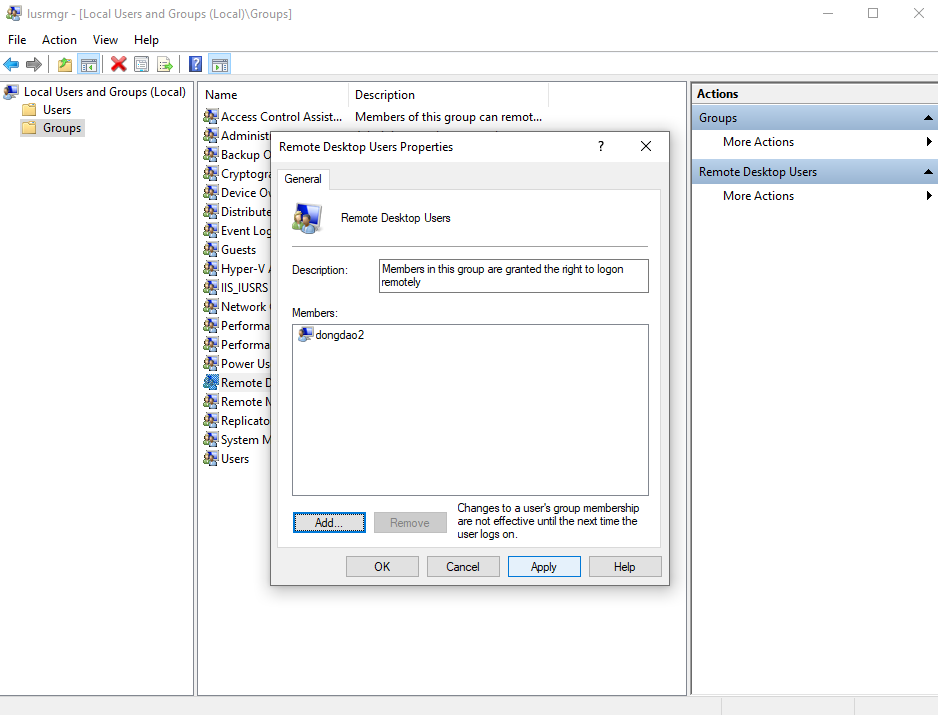 lusrmgr - [Local Users and Groups (Local)\Groups]
File Action View Help
Local Users and Groups (Local)
Users
Groups
Name Description
Access Control Assist... Members of this group can remot...
Administ
Backup O
Cryptogra
Device Ow
Distribute
Event Log
Guests
Hyper-V A
IIS_IUSRS
Network
Performa
Performa
Power Us
Remote D
Remote M
Replicato
System M
Users
Remote Desktop Users Properties ?
General
Remote Desktop Users
Description: Members in this group are granted the right to logon
remotely
Members:
dongdao2
Add... Remove
Changes to a user's group membership
are not effective until the next time the
user logs on.
OK Cancel Apply Help
Actions
Groups
More Actions
Remote Desktop Users
More Actions